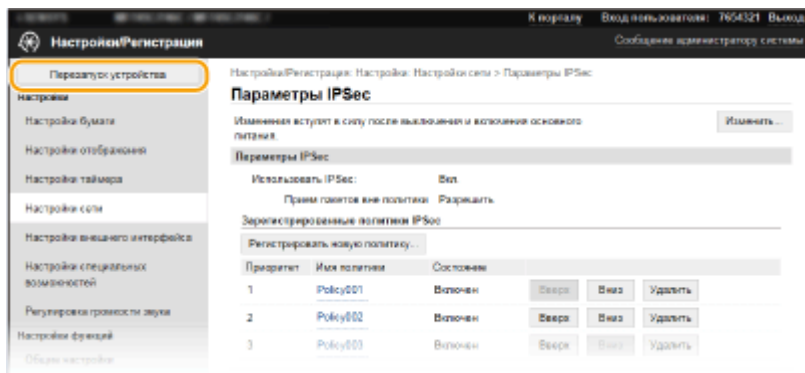 К порталу Вход пользователя: 7654321 Выход
Настройки/Регистрация
Сообщение администратору системы
Перезапуск устройства
Настройки
Настройки бумаги
Настройки отображения
Настройки таймера
Настройки сети
Настройки внешнего интерфейса
Настройки специальных
возможностей
Регулировка громкости звука
Настройки функций
Общие настройки
Настройка/Регистрация: Настройка: Настройки сети > Параметры IPSec
Параметры IPSec
Изменения вступят в силу после выключения и включения основного
питания.
Изменить...
Параметры IPSec
Использовать IPSec: Вкл.
Прием пакетов вне политики Разрешить
Зарегистрированные политики IPSec
Регистрировать новую политику...
Приоритет Имя политики Состояние
1 Policy001 Включен Вверх Вниз Удалить
2 Policy002 Включен Вверх Вниз Удалить
3 Policy003 Включен Вверх Вниз Удалить